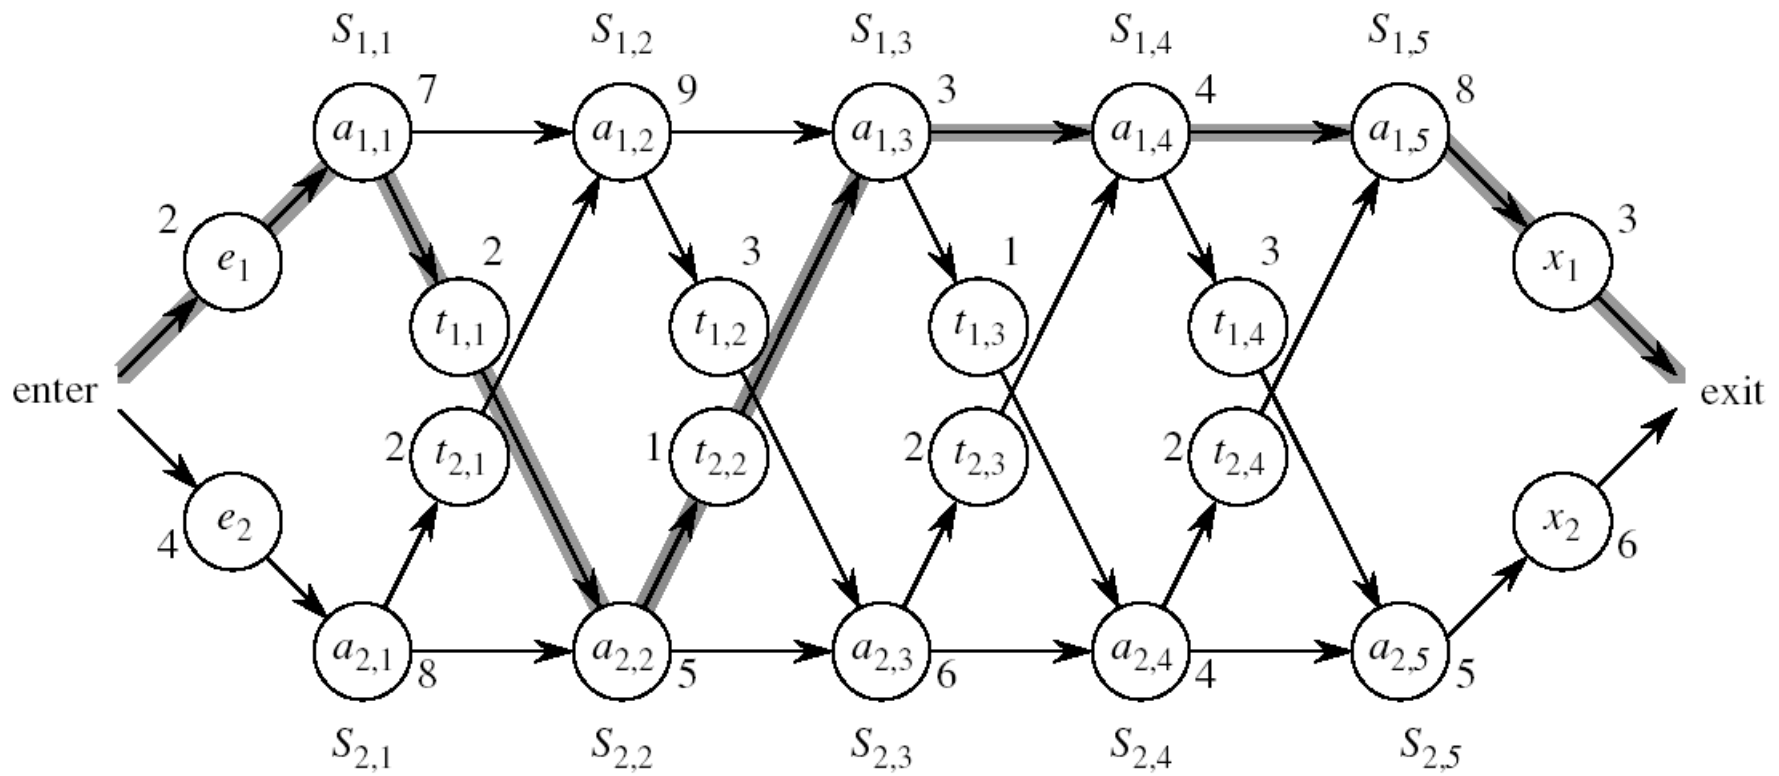 S1,1 S1,2 S1,3 S1,4 S1,5
7 9 3 4 8
a1,1 a1,2 a1,3 a1,4 a1,5
2 3
e1 x1
2 3 1 3
t1,1 t1,2 t1,3 t1,4
enter exit
2 1 2 2
t2,1 t2,2 t2,3 t2,4
e2 x2
4 6
a2,1 a2,2 a2,3 a2,4 a2,5
8 5 6 4 5
S2,1 S2,2 S2,3 S2,4 S2,5